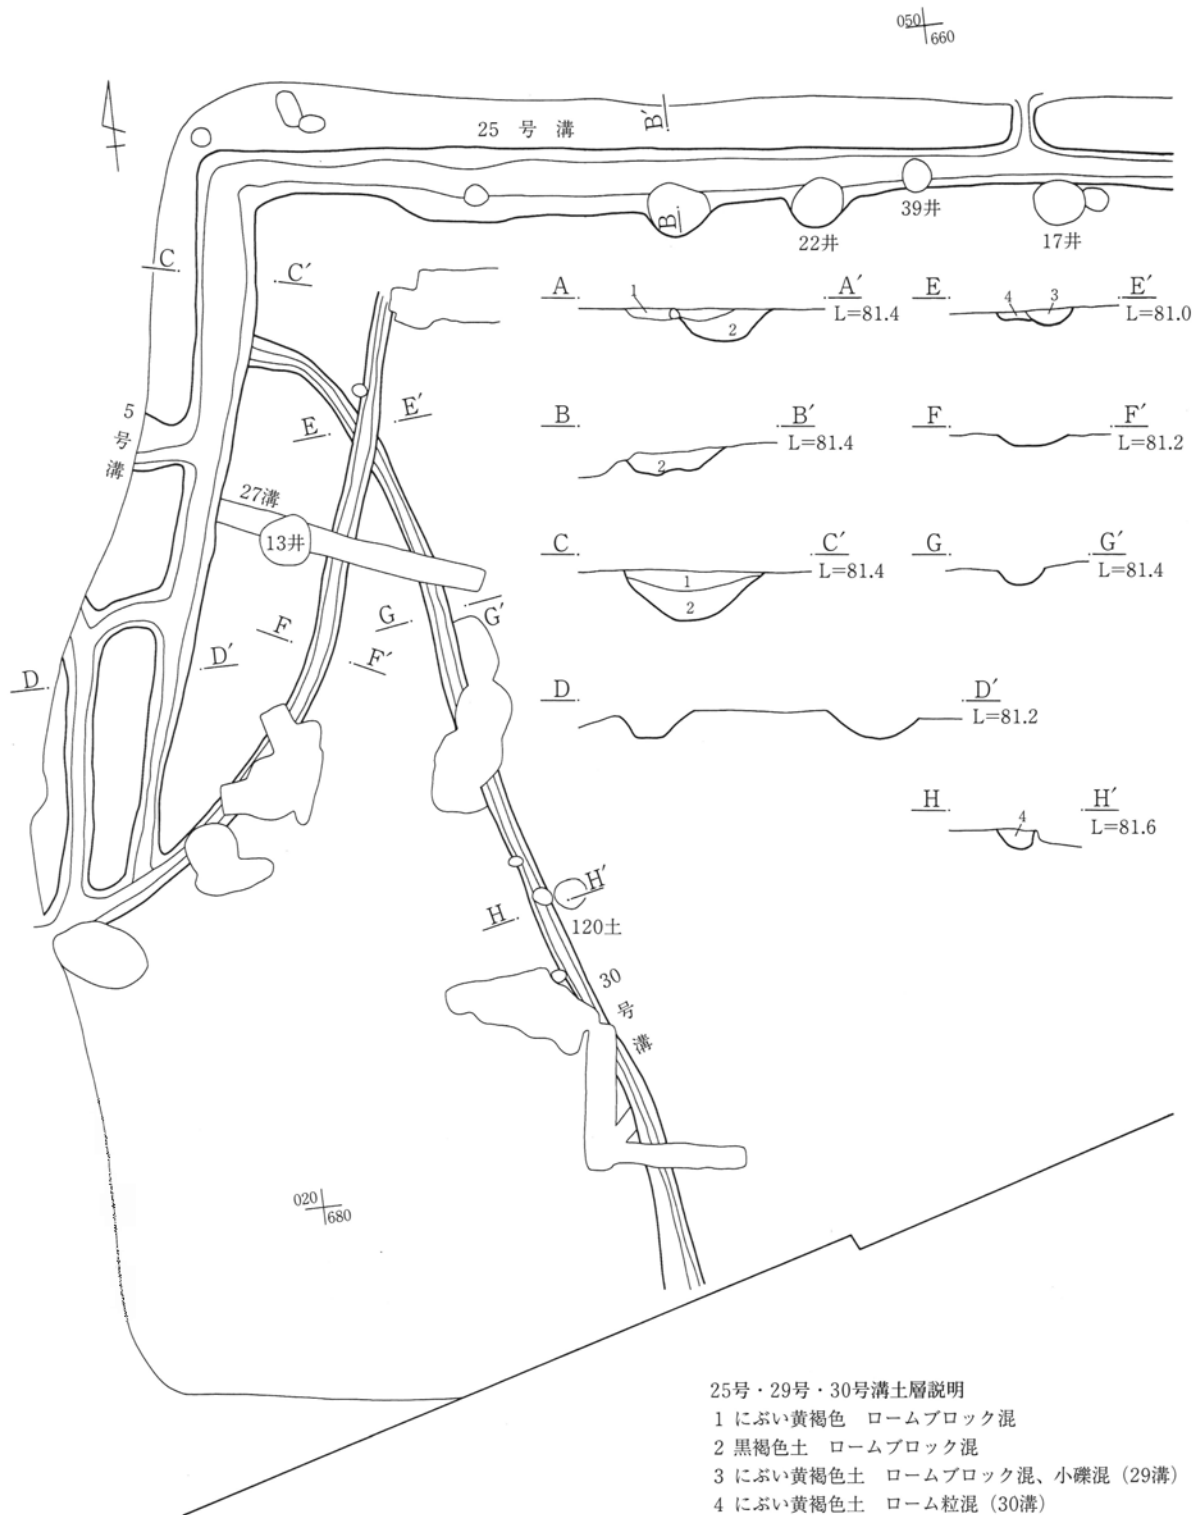 050
660
25 号 溝
B′
B
39井
22井
17井
C
C′
A
A′
L=81.4
1
2
E
E′
L=81.0
4
3
5号溝
E
E′
B
B′
L=81.4
2
F
F′
L=81.2
27溝
13井
C
C′
L=81.4
1
2
G
G′
L=81.4
F
G
G′
D
D′
F′
D
D′
L=81.2
H
H′
L=81.6
4
H
H′
120土
30号溝
020
680
25号・29号・30号溝土層説明
1 にぶい黄褐色 ロームブロック混
2 黒褐色土 ロームブロック混
3 にぶい黄褐色土 ロームブロック混、小礫混（29溝）
4 にぶい黄褐色土 ローム粒混（30溝）